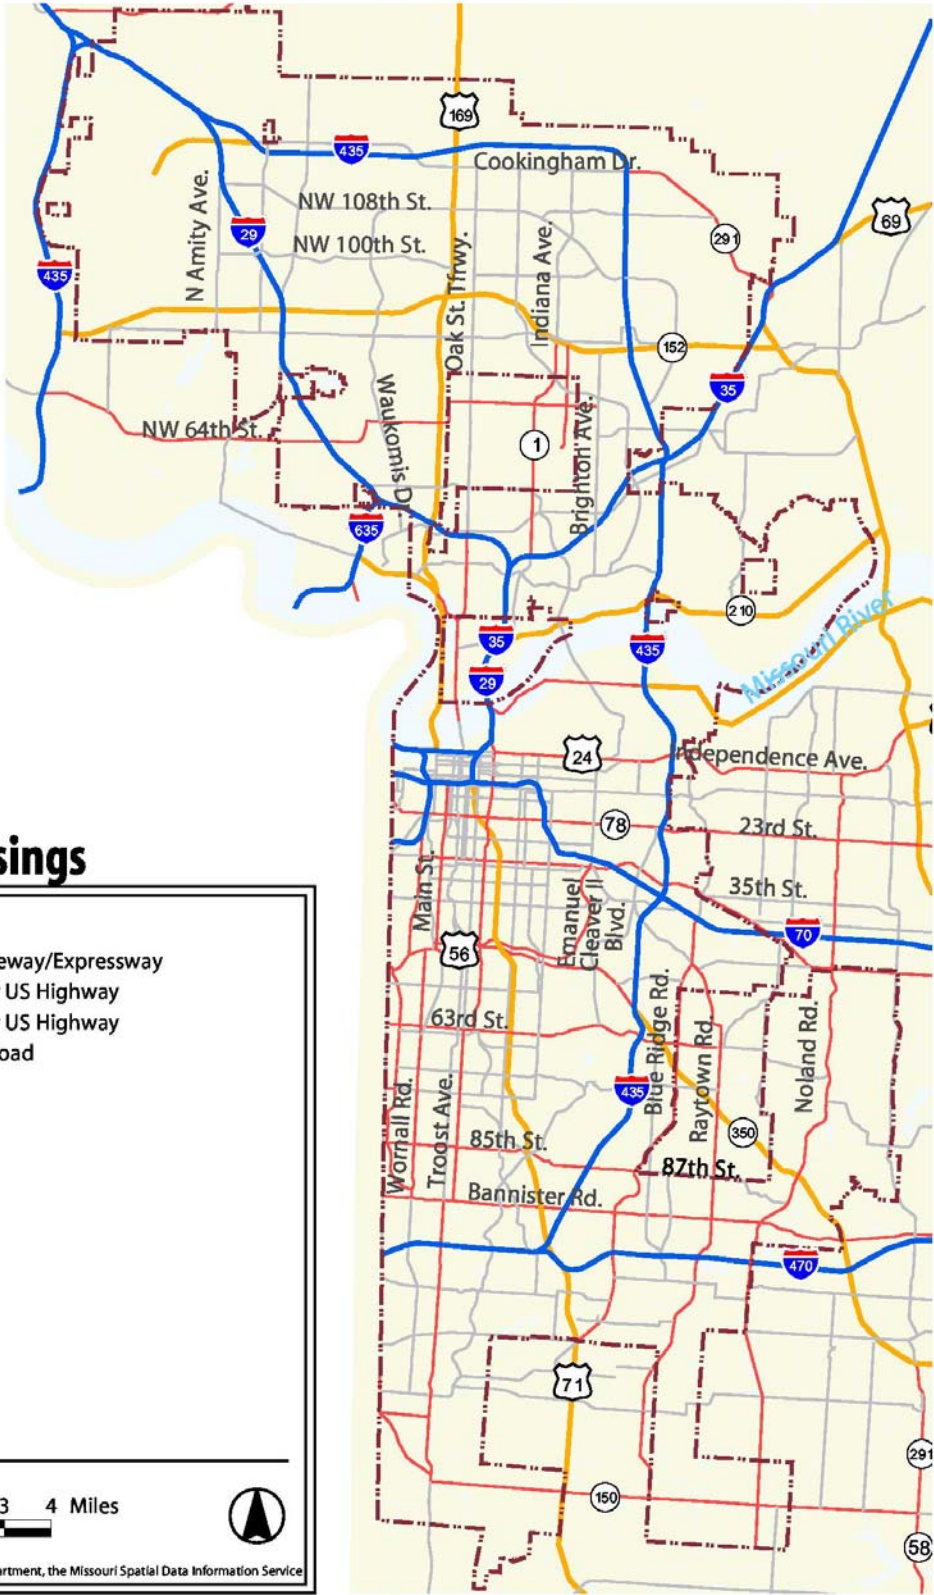 169
435
Cookingham Dr.
N Amity Ave.
NW 108th St.
69
29
291
NW 100th St.
435
Oak St. Tfrwy.
Indiana Ave.
152
35
Waukomis Dr.
NW 64th St.
1
Brighton Ave.
635
210
Missouri River
35
435
29
24
Independence Ave.
78
23rd St.
sings
Main St.
Emanuel
Cleaver II
Blvd.
35th St.
70
56
eway/Expressway
US Highway
US Highway
oad
63rd St.
Blue Ridge Rd.
Raytown Rd.
Noland Rd.
435
Wornall Rd.
Troost Ave.
350
85th St.
87th St.
Bannister Rd.
470
71
291
3 4 Miles
150
58
artment, the Missouri Spatial Data Information Service